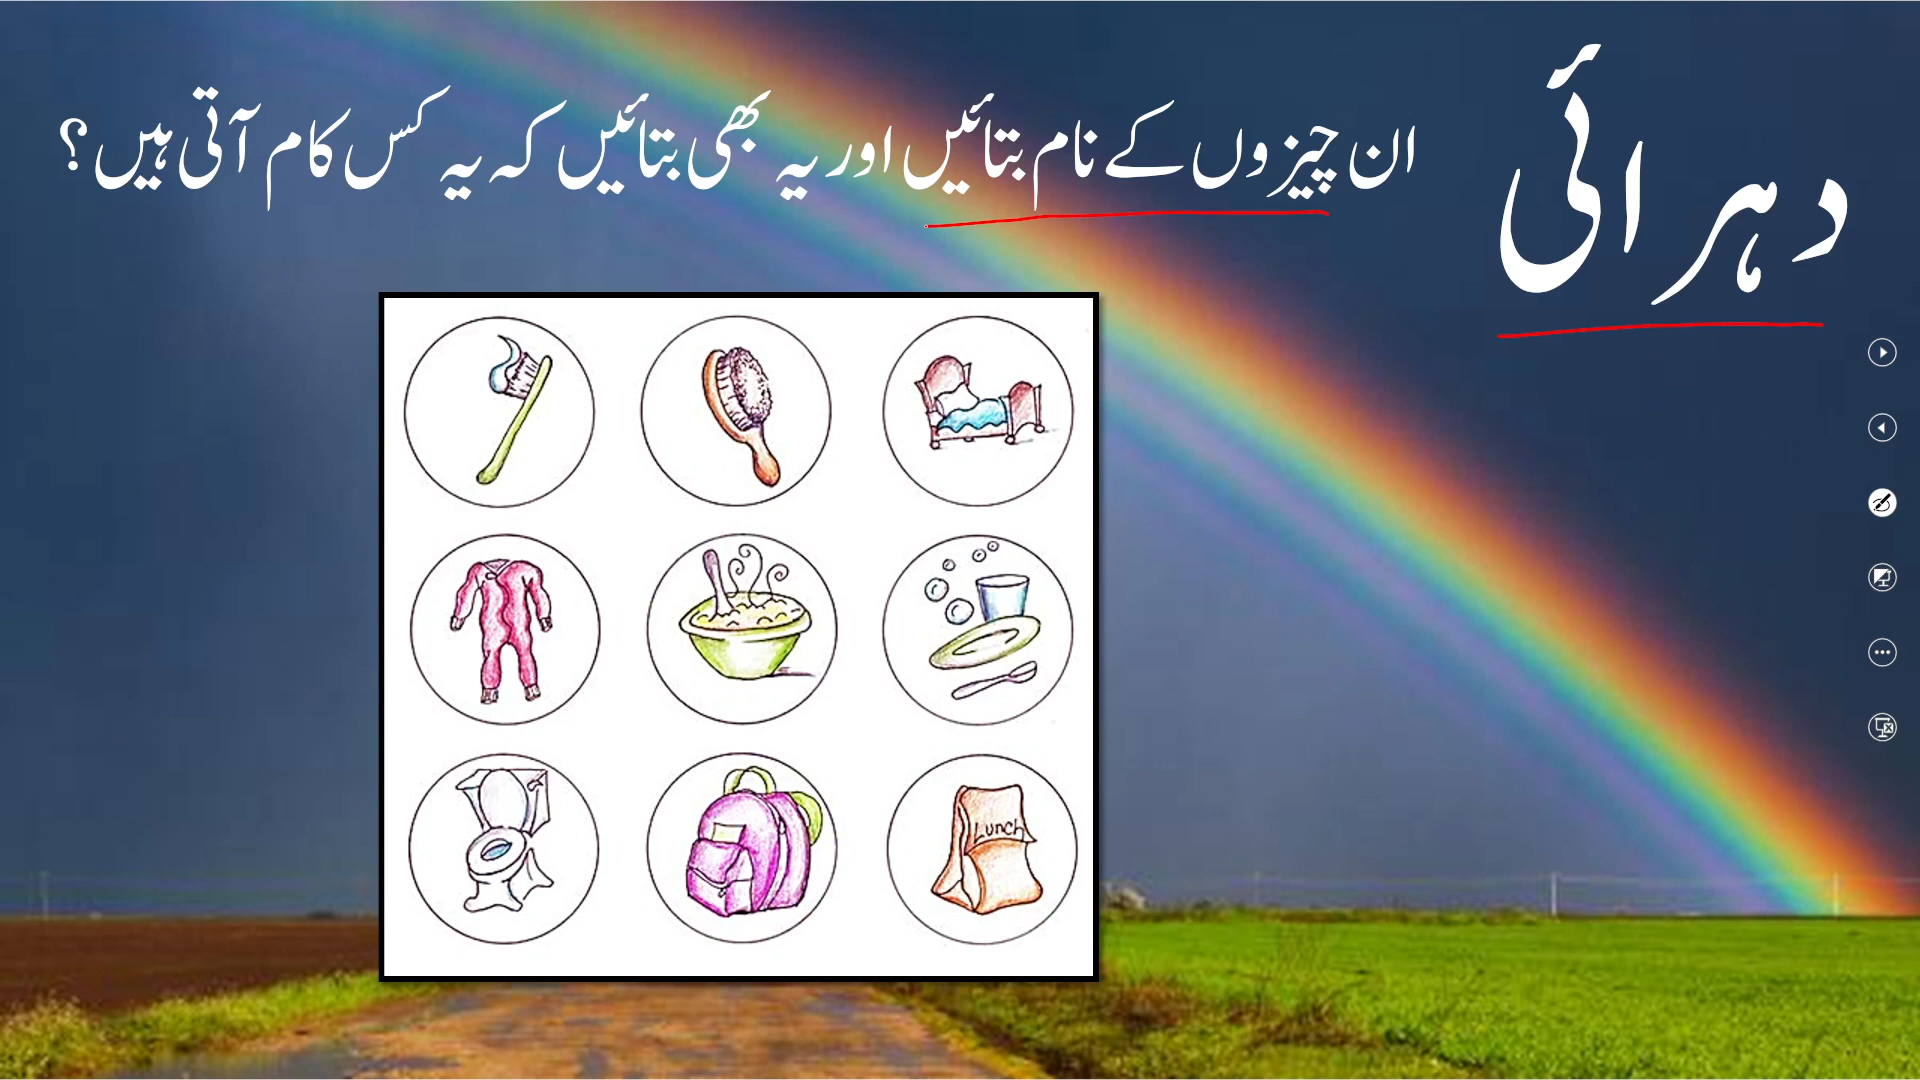 دہرائی
ان چیزوں کے نام بتائیں اور یہ بھی بتائیں کہ یہ کس کام آتی ہیں؟
Lunch